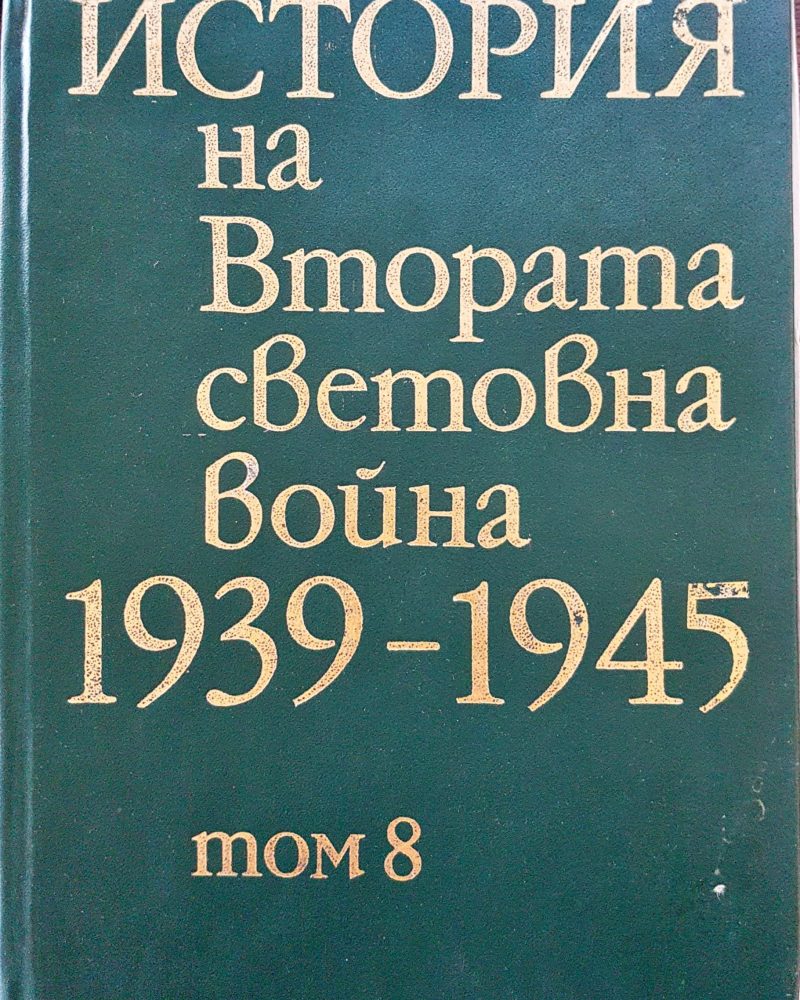 ИСТОРИЯ
на
Втората
световна
война
1939-1945
том 8